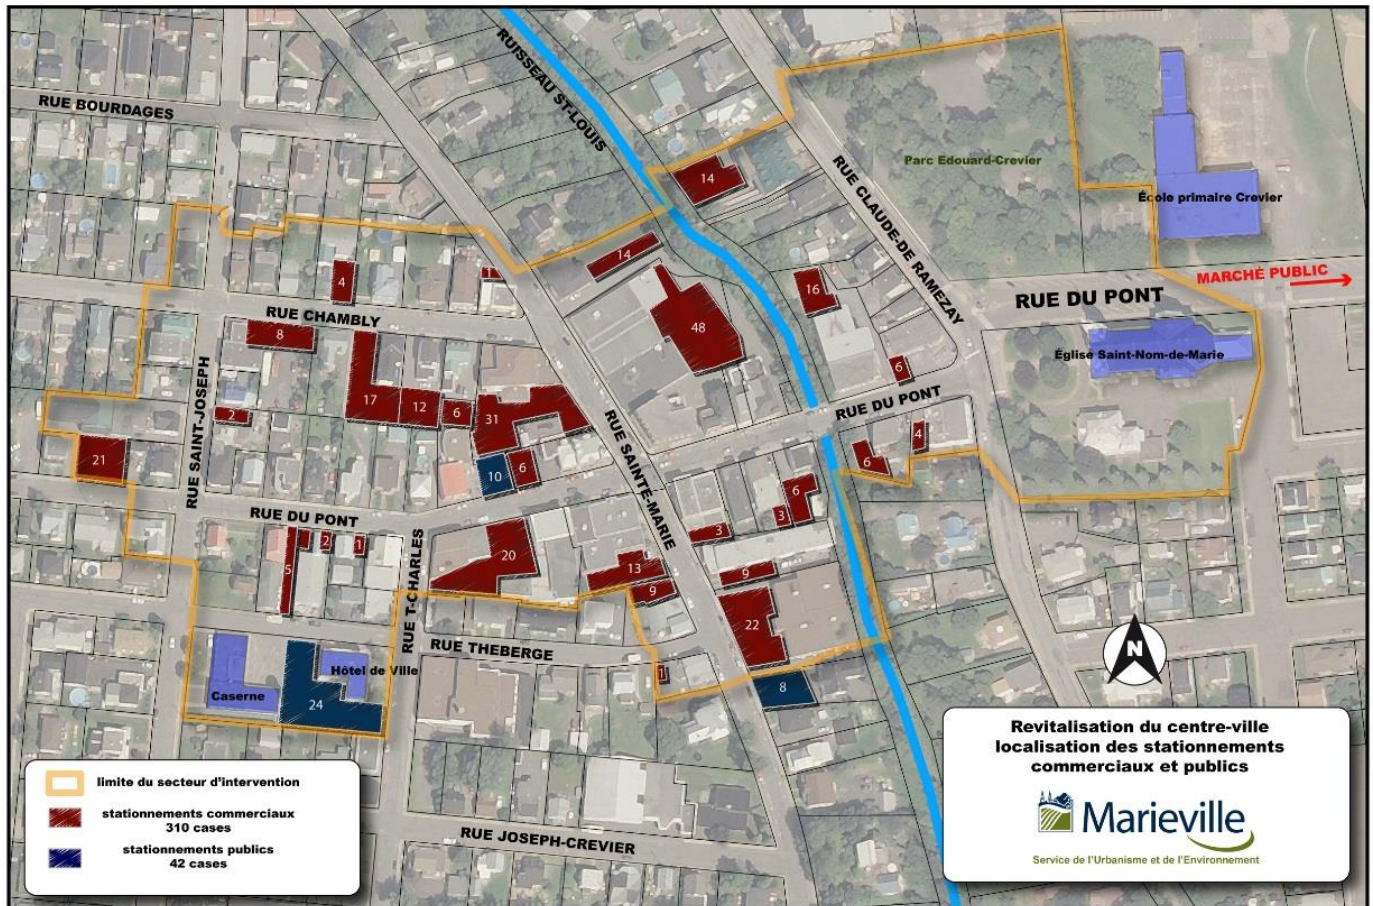 RUE BOURDAGES
RUISSEAU ST-LOUIS
RUE CLAUDE-DE RAMEZAY
Parc Edouard-Crevier
École primaire Crevier
MARCHÉ PUBLIC
RUE DU PONT
Église Saint-Nom-de-Marie
14
14
4
1
16
RUE CHAMBLY
8
48
6
RUE SAINT-JOSEPH
17
12
6
31
2
RUE SAINTE-MARIE
RUE DU PONT
4
6
21
10
6
6
3
3
RUE DU PONT
2
1
5
RUE T-CHARLES
20
13
9
9
22
RUE THEBERGE
1
8
Hôtel de Ville
Caserne
24
N
RUE JOSEPH-CREVIER
limite du secteur d'intervention
stationnements commerciaux
310 cases
stationnements publics
42 cases
Revitalisation du centre-ville
localisation des stationnements
commerciaux et publics
Marieville
Service de l'Urbanisme et de l'Environnement